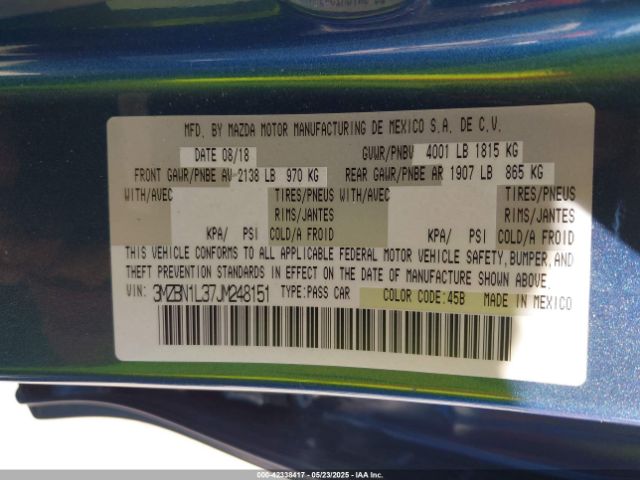 MFD. BY MAZDA MOTOR MANUFACTURING DE MEXICO S.A. DE C.V.
DATE 08/18 GVWR/PNBV 4001 LB 1815 KG
FRONT GAWR/PNBE AV 2138 LB 970 KG REAR GAWR/PNBE AR 1907 LB 865 KG
WITH/AVEC TIRES/PNEUS WITH/AVEC TIRES/PNEUS
RIMS/JANTES RIMS/JANTES
KPA/ PSI COLD/A FROID KPA/ PSI COLD/A FROID
THIS VEHICLE CONFORMS TO ALL APPLICABLE FEDERAL MOTOR VEHICLE SAFETY, BUMPER, AND
THEFT PREVENTION STANDARDS IN EFFECT ON THE DATE OF MANUFACTURE SHOWN ABOVE.
VIN: 3MZBN1L37JM248151 TYPE: PASS CAR COLOR CODE: 45B MADE IN MEXICO
000-42338417 - 05/23/2025 - IAA Inc.